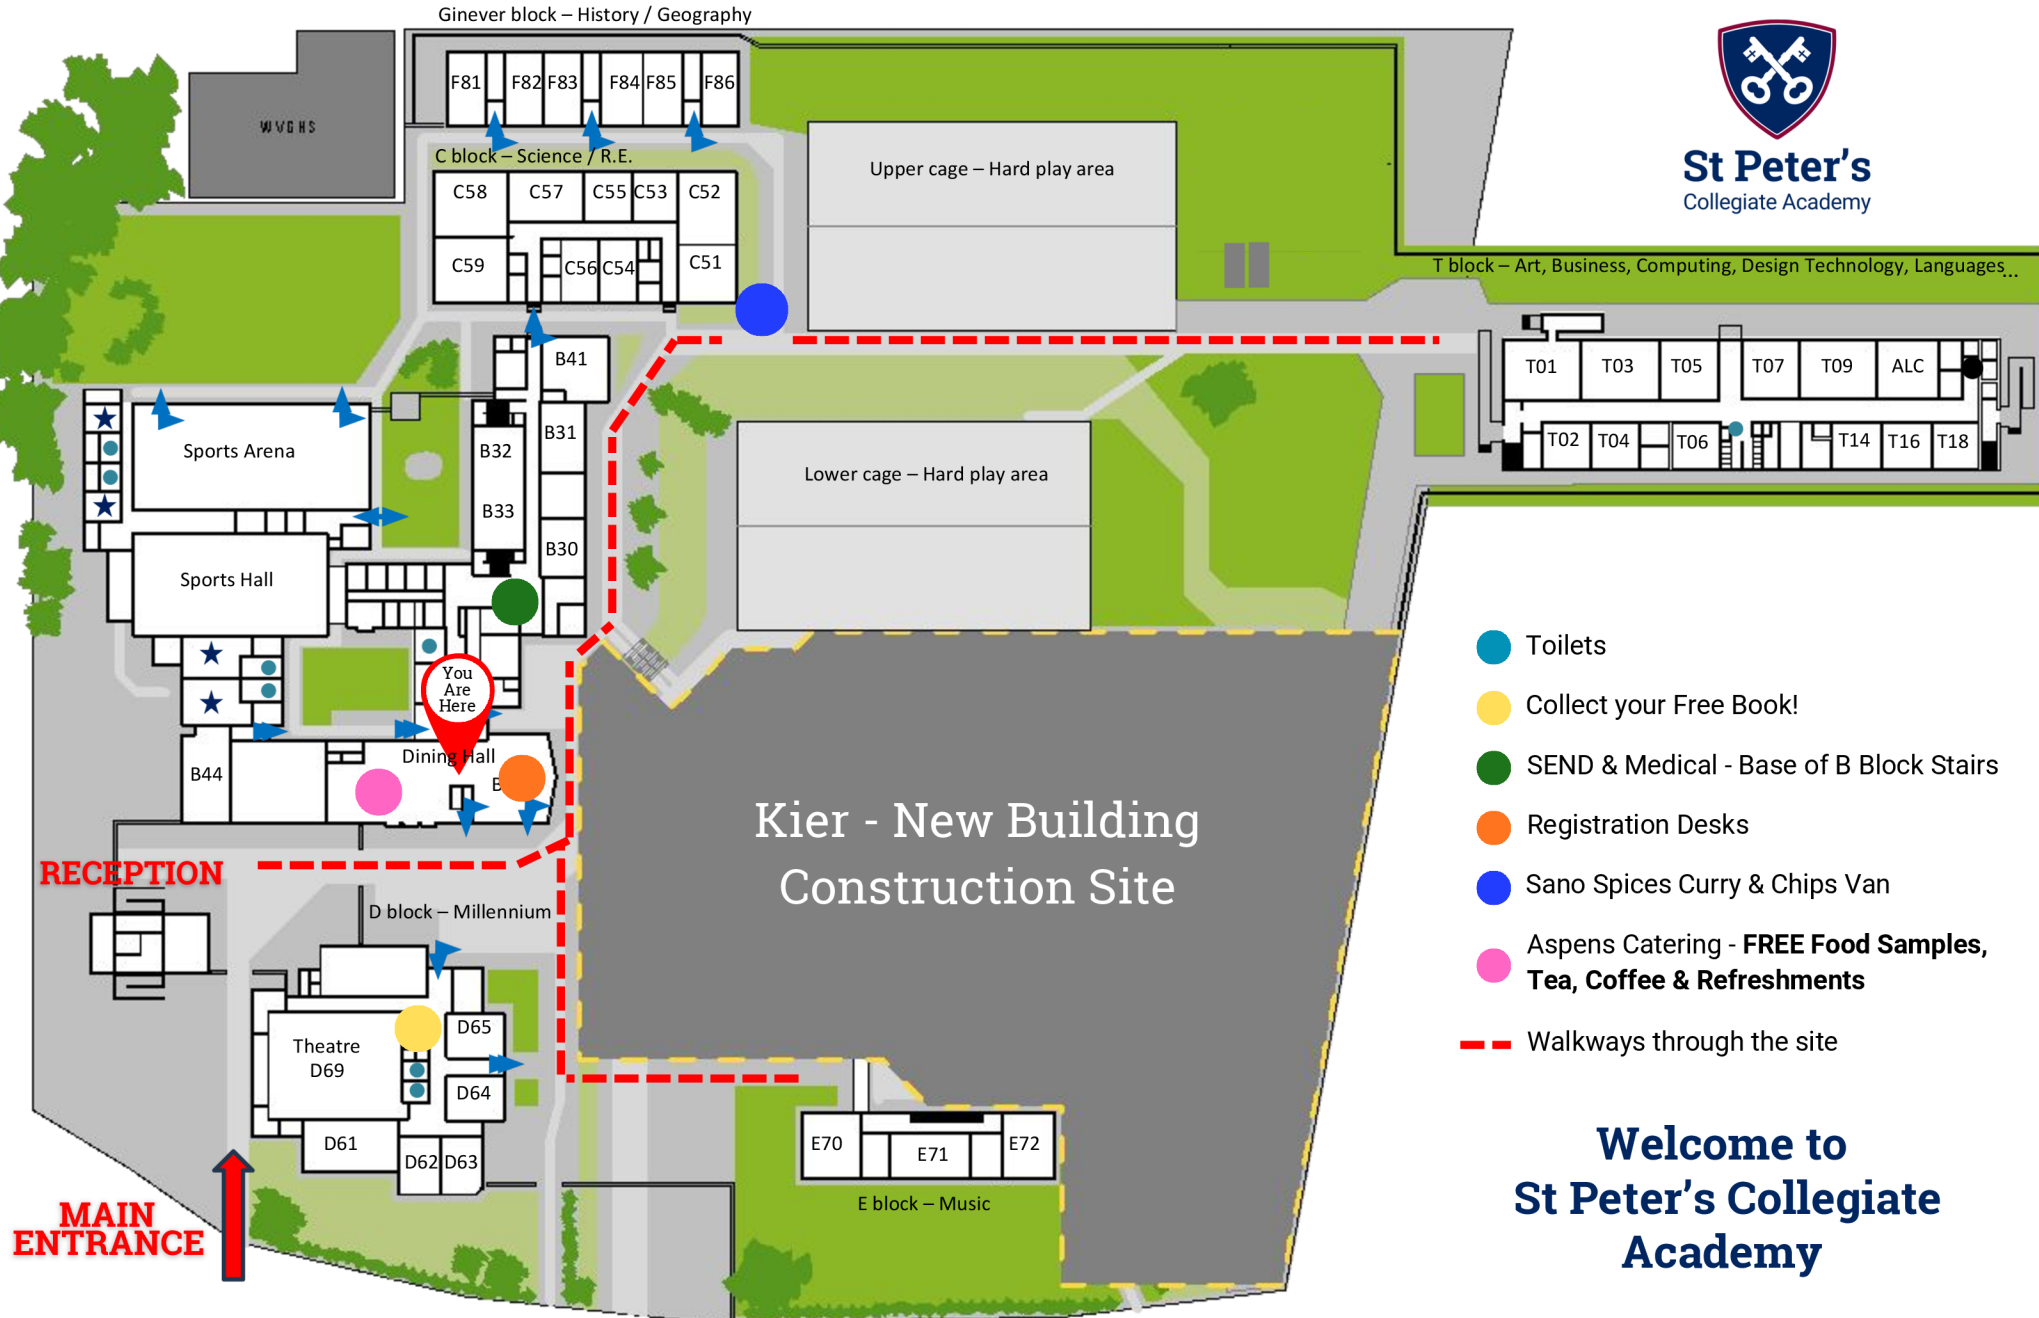 Ginever block – History / Geography
F81
F82
F83
F84
F85
F86
WVGHS
C block – Science / R.E.
C58
C57
C55
C53
C52
C59
C56
C54
C51
Upper cage – Hard play area
St Peter's
Collegiate Academy
T block – Art, Business, Computing, Design Technology, Languages...
T01
T03
T05
T07
T09
ALC
T02
T04
T06
T14
T16
T18
B41
B31
B32
B33
B30
Sports Arena
Sports Hall
Lower cage – Hard play area
You
Are
Here
Dining Hall
B44
B
RECEPTION
D block – Millennium
Kier - New Building
Construction Site
Theatre
D69
D65
D64
D61
D62
D63
E70
E71
E72
E block – Music
MAIN
ENTRANCE
Toilets
Collect your Free Book!
SEND & Medical - Base of B Block Stairs
Registration Desks
Sano Spices Curry & Chips Van
Aspens Catering - FREE Food Samples,
Tea, Coffee & Refreshments
Walkways through the site
Welcome to
St Peter's Collegiate
Academy